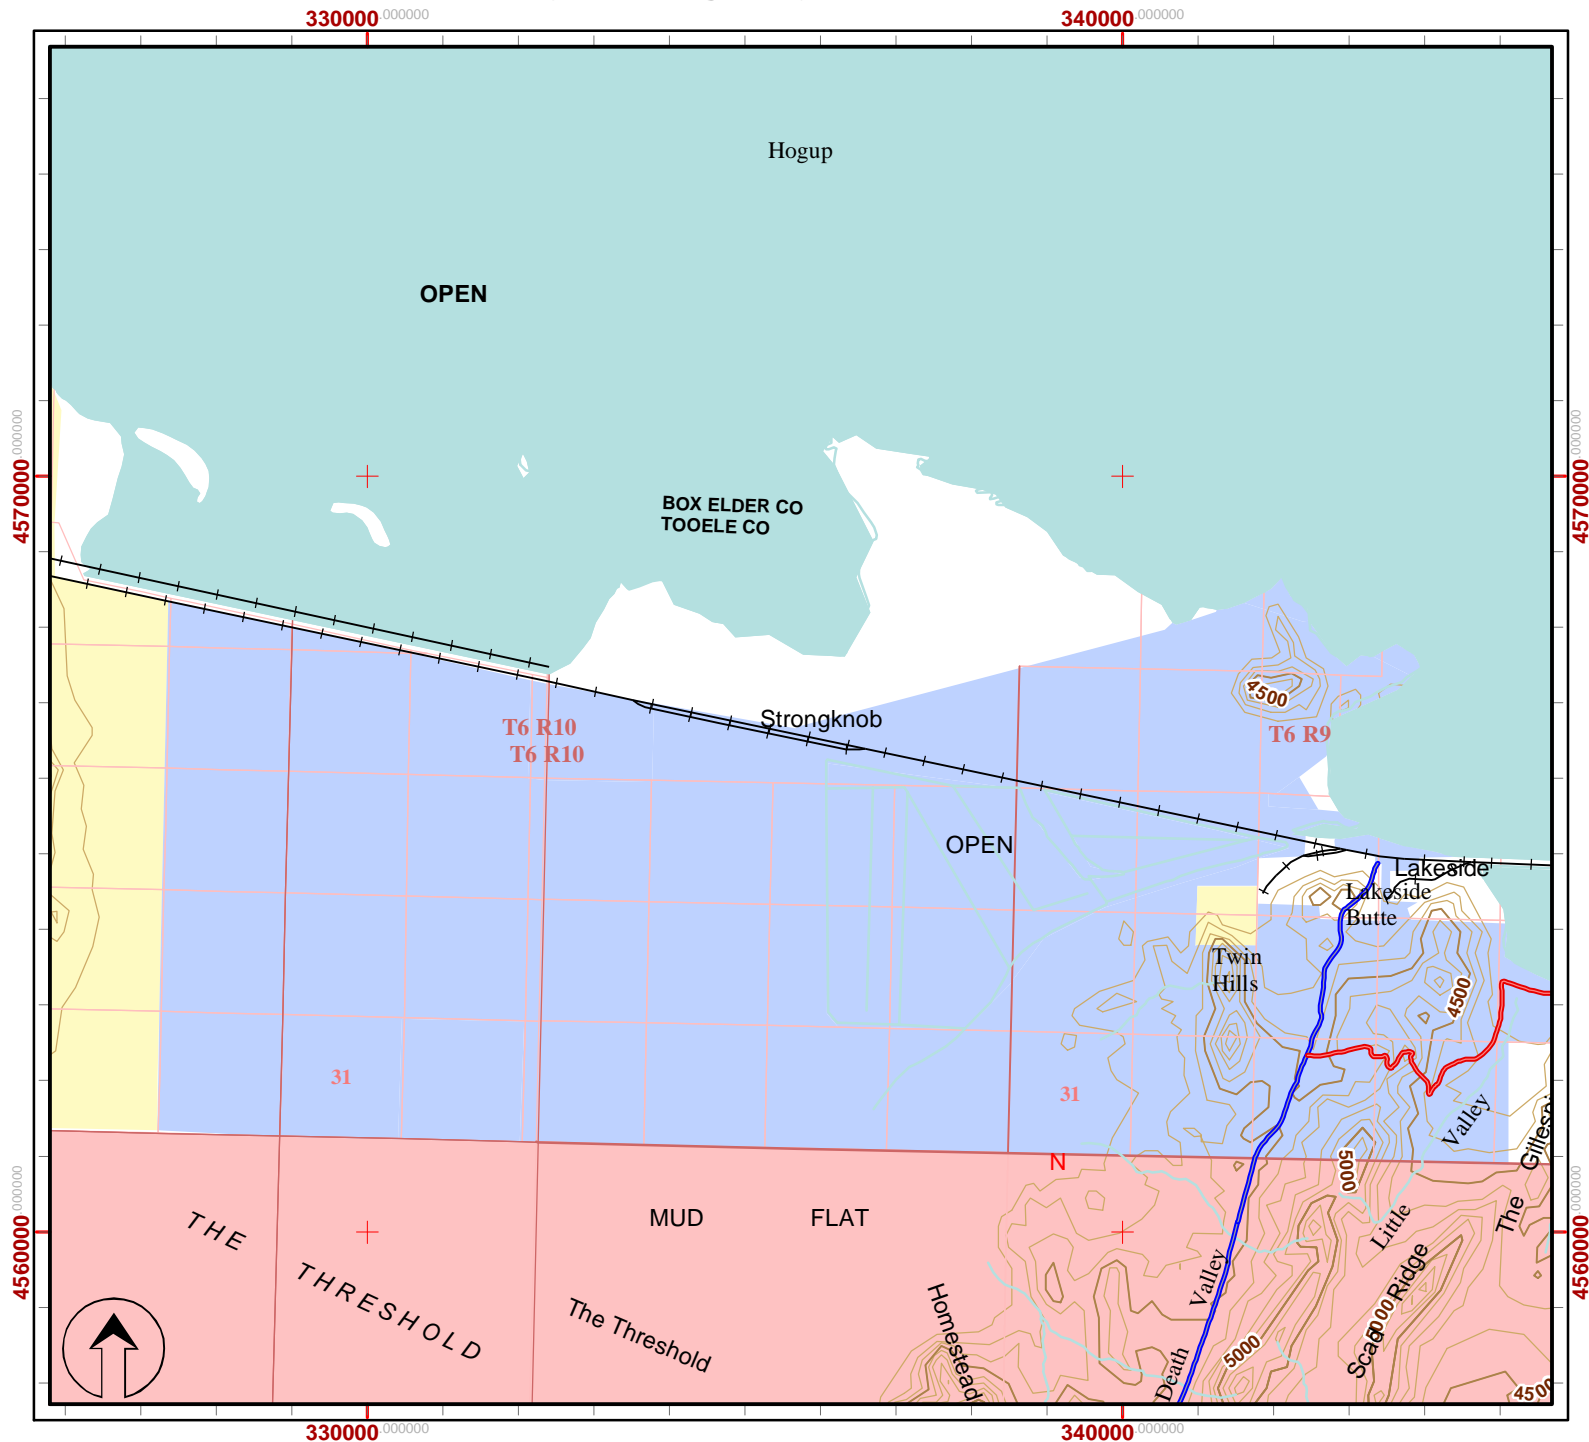 330000.000000
340000.000000
Hogup
OPEN
4570000.000000
4570000.000000
BOX ELDER CO
TOOELE CO
4500
Strongknob
T6 R10
T6 R9
T6 R10
OPEN
Lakeside
Lakeside
Butte
Twin
Hills
4500
31
31
Valley
N
5000
MUD
FLAT
THE
Little
The
4560000.000000
4560000.000000
Valley
Ridge
THRESHOLD
The Threshold
Homestead
5000
Scad
Death
4500
330000.000000
340000.000000